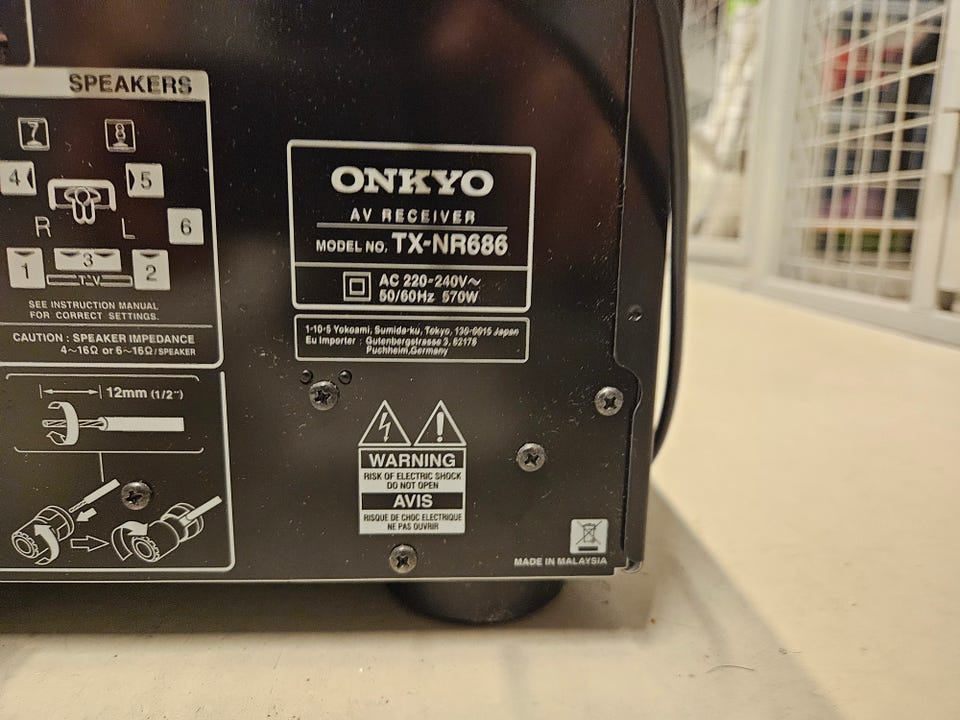 SPEAKERS
7 8
4 5
R L 6
1 3 2
TV
SEE INSTRUCTION MANUAL
FOR CORRECT SETTINGS.
CAUTION : SPEAKER IMPEDANCE
4~16Ω or 6~16Ω/SPEAKER
12mm (1/2")
ONKYO
AV RECEIVER
MODEL NO. TX-NR686
AC 220-240V~
50/60Hz 570W
1-10-5 Yokoami, Sumida-ku, Tokyo, 130-0015 Japan
Eu Importer : Gutenbergstrasse 3, 82178
Puchheim,Germany
WARNING
RISK OF ELECTRIC SHOCK
DO NOT OPEN
AVIS
RISQUE DE CHOC ELECTRIQUE
NE PAS OUVRIR
MADE IN MALAYSIA